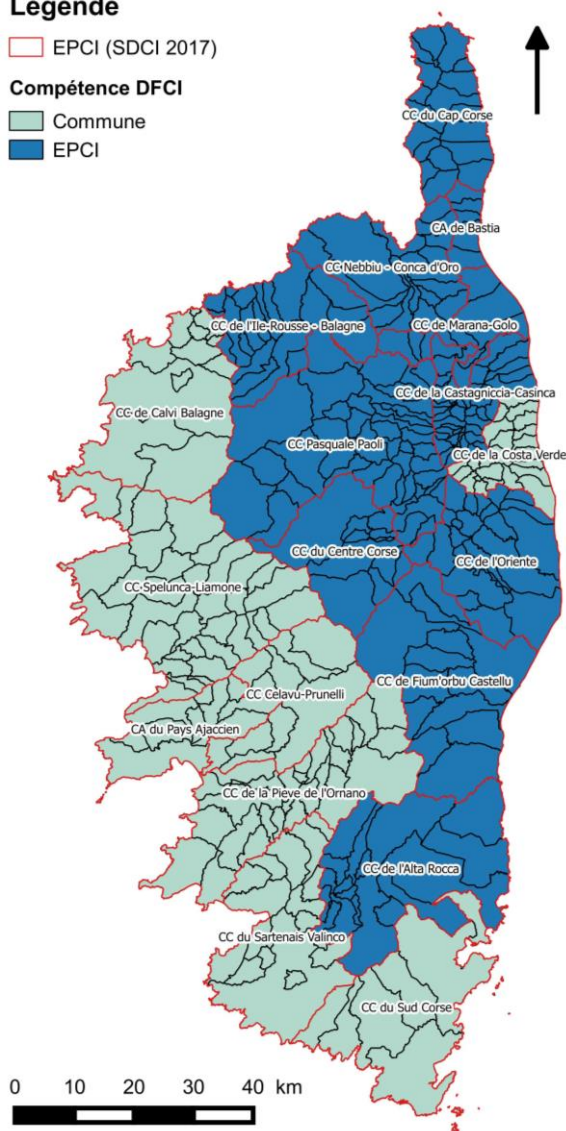 Légende
EPCI (SDCI 2017)
Compétence DFCI
Commune
EPCI
CC du Cap Corse
CA de Bastia
CC Nebbiu - Conca d'Oro
CC de l'Ile-Rousse - Balagne
CC de Marana-Golo
CC de la Castagniccia-Casinca
CC de Calvi Balagne
CC Pasquale Paoli
CC de la Costa Verde
CC du Centre Corse
CC de l'Oriente
CC Spelunca-Liamone
CC de Fium'orbu Castellu
CC Celavu-Prunelli
CA du Pays Ajaccien
CC de la Pieve de l'Ornano
CC de l'Alta Rocca
CC du Sartenais Valinco
CC du Sud Corse
0 10 20 30 40 km